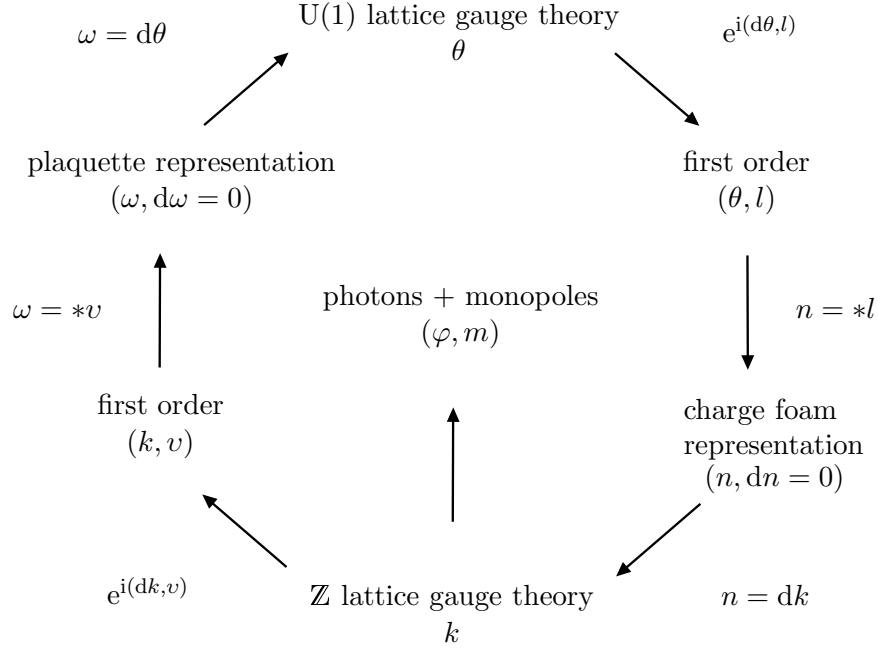 ω = dθ
U(1) lattice gauge theory
θ
e^{i(dθ,l)}
plaquette representation
(ω, dω = 0)
first order
(θ, l)
ω = ∗υ
photons + monopoles
(φ, m)
n = ∗l
first order
(k, υ)
charge foam
representation
(n, dn = 0)
e^{i(dk,υ)}
ℤ lattice gauge theory
k
n = dk